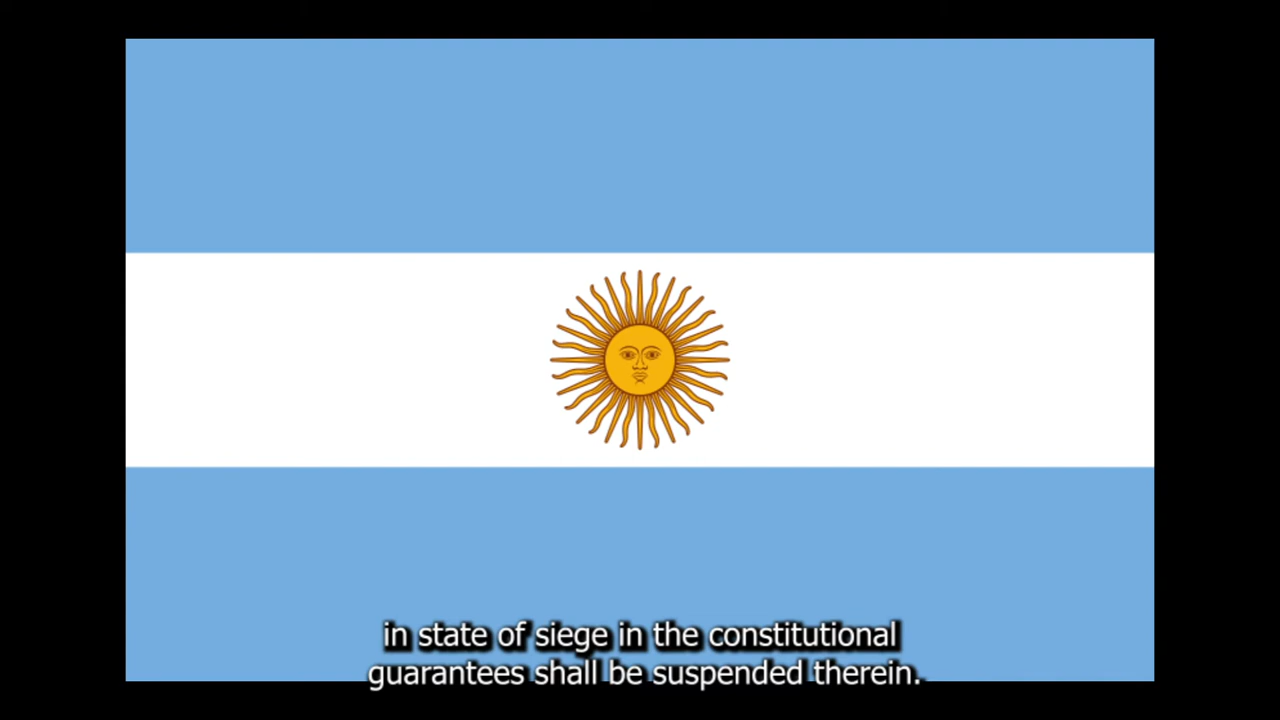 in state of siege in the constitutional
guarantees shall be suspended therein.